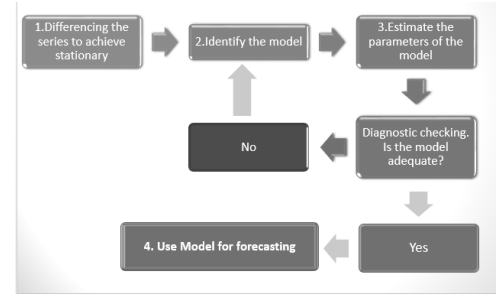 1.Differencing the
series to achieve
stationary
2.Identify the model
3.Estimate the
parameters of the
model
Diagnostic checking.
Is the model
adequate?
No
Yes
4. Use Model for forecasting